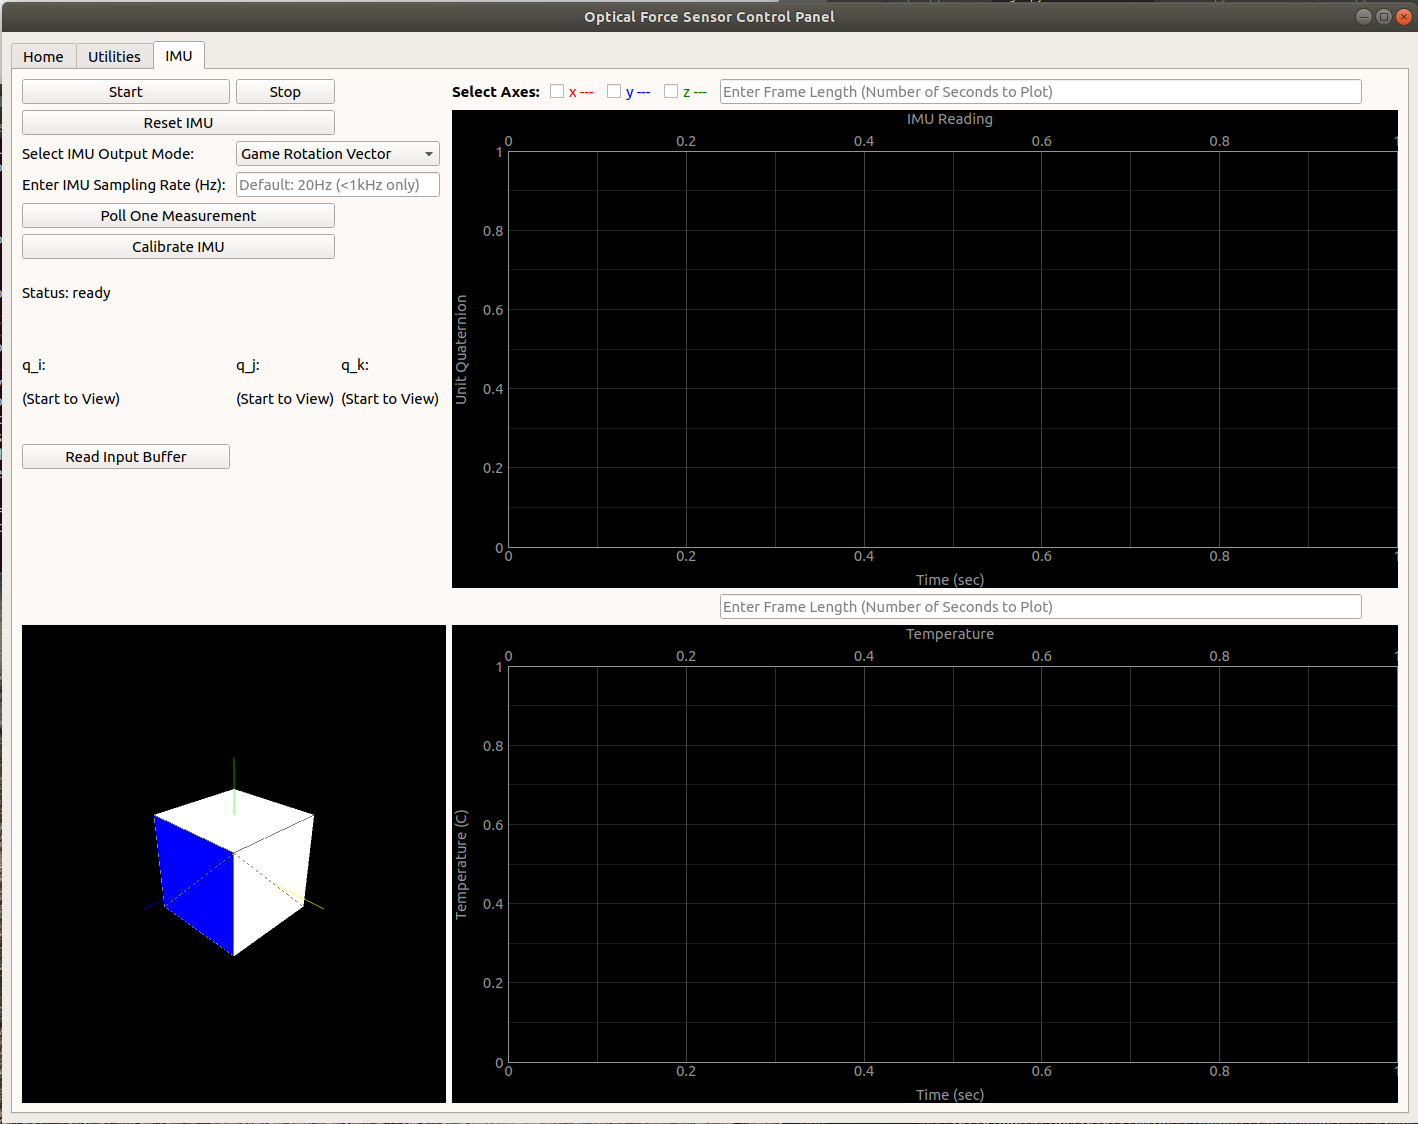 Optical Force Sensor Control Panel
Home Utilities IMU
Start Stop
Reset IMU
Select IMU Output Mode: Game Rotation Vector
Enter IMU Sampling Rate (Hz): Default: 20Hz (<1kHz only)
Poll One Measurement
Calibrate IMU
Status: ready
q_i: q_j: q_k:
(Start to View) (Start to View) (Start to View)
Read Input Buffer
Select Axes: x --- y --- z --- Enter Frame Length (Number of Seconds to Plot)
IMU Reading
0 0.2 0.4 0.6 0.8 1
1
0.8
0.6
0.4
0.2
0
Unit Quaternion
0 0.2 0.4 0.6 0.8 1
Time (sec)
Enter Frame Length (Number of Seconds to Plot)
Temperature
0 0.2 0.4 0.6 0.8 1
1
0.8
0.6
0.4
0.2
0
Temperature (C)
0 0.2 0.4 0.6 0.8 1
Time (sec)